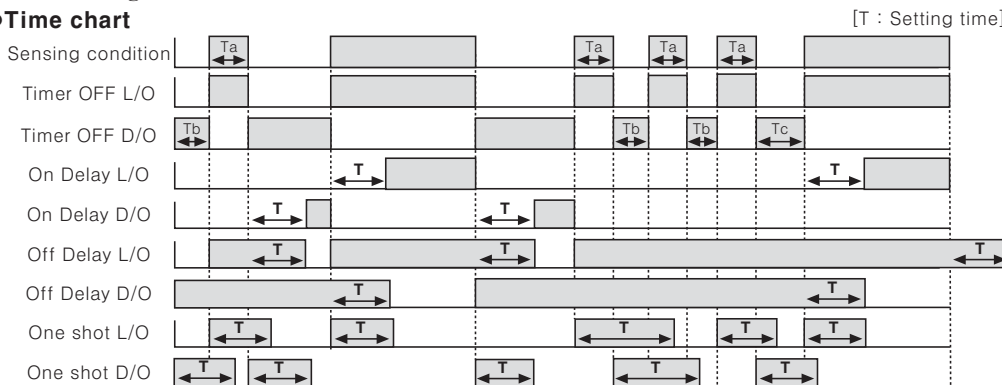 Time chart
[T : Setting time]
Sensing condition Ta Ta Ta Ta
Timer OFF L/O
Timer OFF D/O Tb Tb Tb Tc
On Delay L/O T T
On Delay D/O T T
Off Delay L/O T T T
Off Delay D/O T T
One shot L/O T T T T T
One shot D/O T T T T T